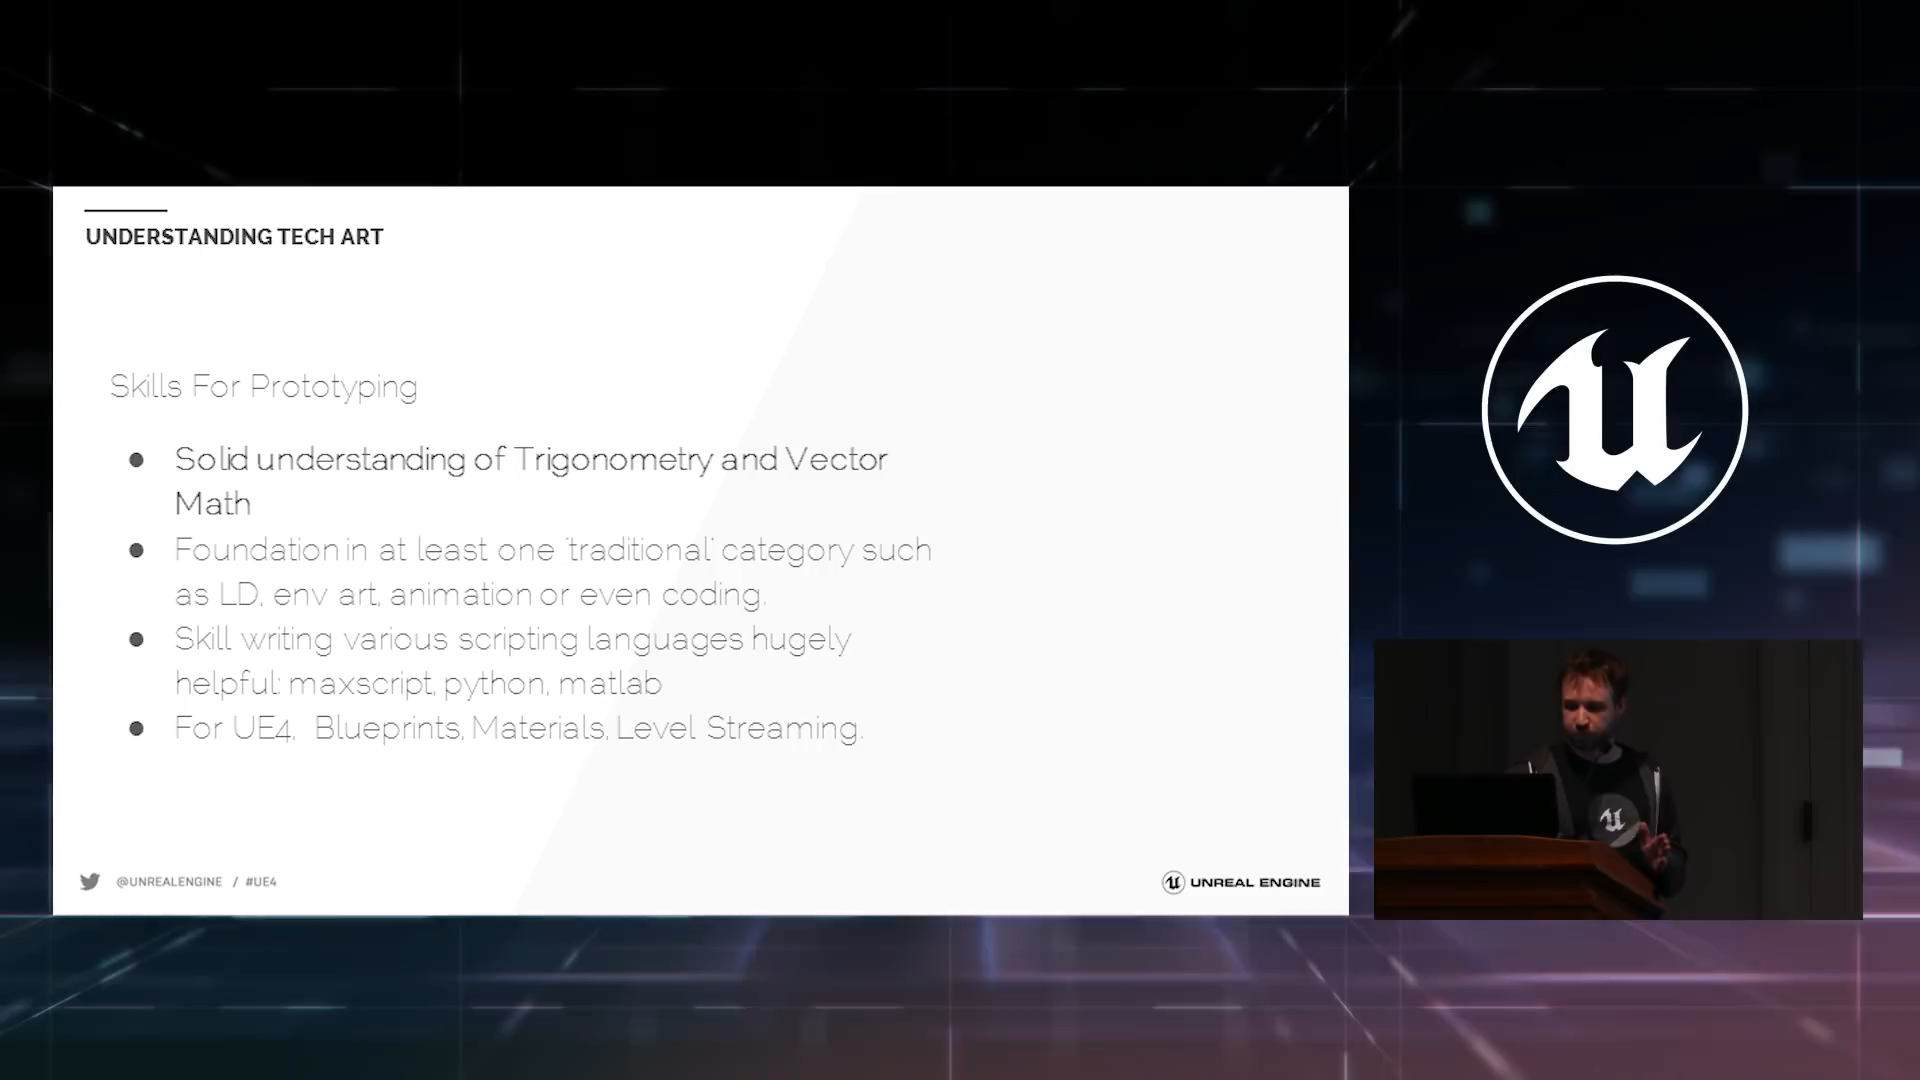 UNDERSTANDING TECH ART
Skills For Prototyping
● Solid understanding of Trigonometry and Vector
Math
● Foundation in at least one 'traditional' category such
as LD, env art, animation or even coding.
● Skill writing various scripting languages hugely
helpful: maxscript, python, matlab
● For UE4, Blueprints, Materials, Level Streaming.
@UNREALENGINE / #UE4
UNREAL ENGINE